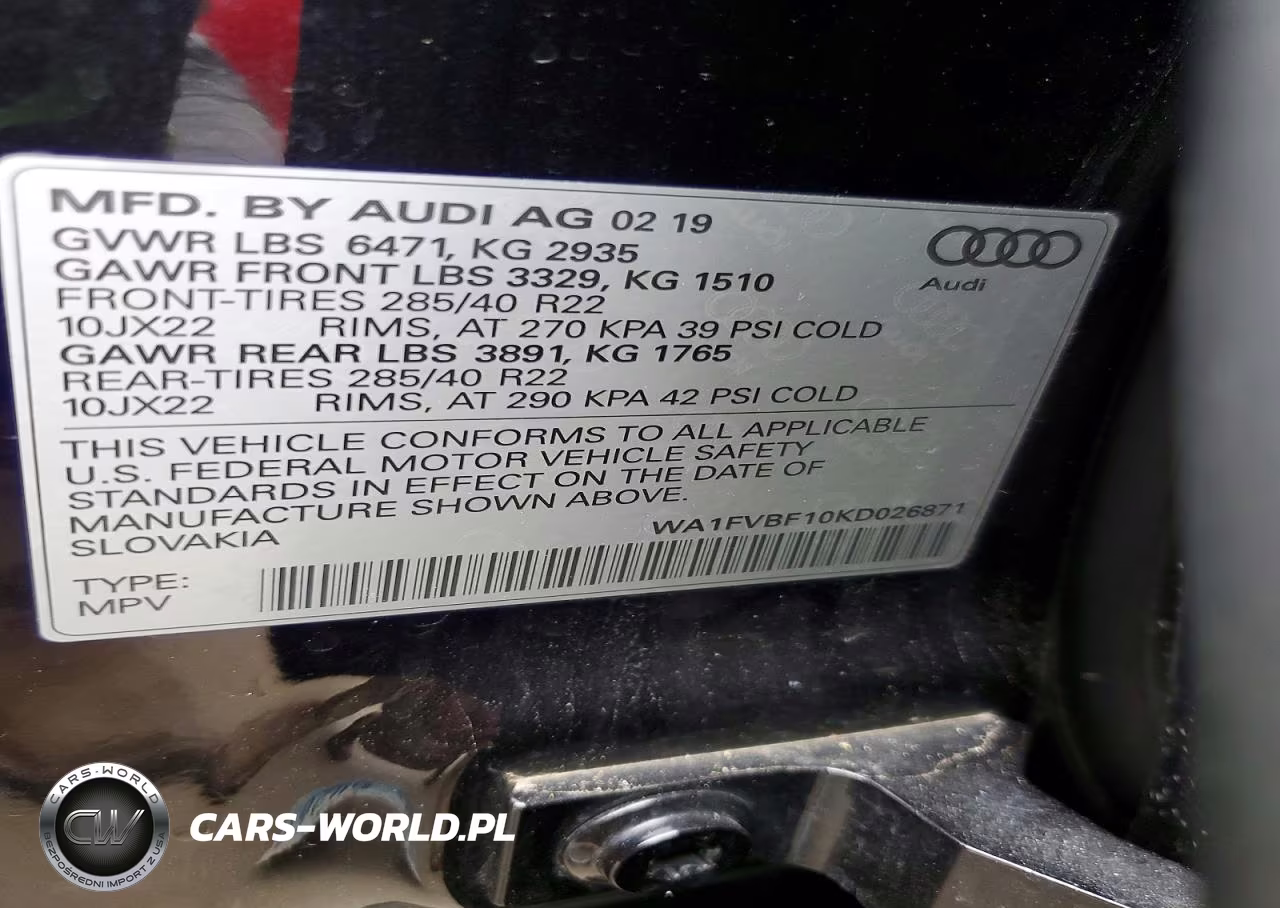 MFD. BY AUDI AG 02 19
GVWR LBS 6471, KG 2935
GAWR FRONT LBS 3329, KG 1510
FRONT-TIRES 285/40 R22
10JX22 RIMS, AT 270 KPA 39 PSI COLD
GAWR REAR LBS 3891, KG 1765
REAR-TIRES 285/40 R22
10JX22 RIMS, AT 290 KPA 42 PSI COLD
Audi
THIS VEHICLE CONFORMS TO ALL APPLICABLE
U.S. FEDERAL MOTOR VEHICLE SAFETY
STANDARDS IN EFFECT ON THE DATE OF
MANUFACTURE SHOWN ABOVE.
SLOVAKIA
WA1FVBF10KD026871
TYPE:
MPV
CARS-WORLD
CW
BEZPOŚREDNI IMPORT Z USA
CARS-WORLD.PL